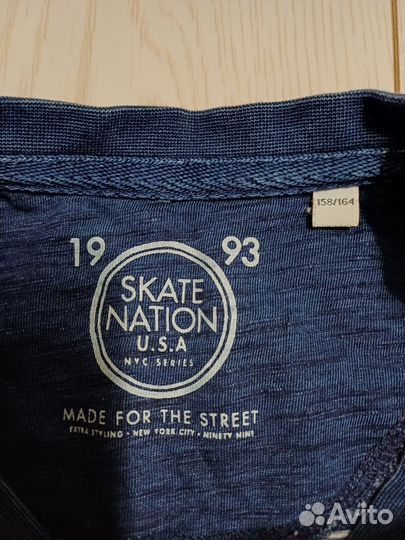 158/164
19 93
SKATE
NATION
U.S.A
NYC SERIES
MADE FOR THE STREET
EXTRA STYLING • NEW YORK CITY • NINETY NINE
Avito